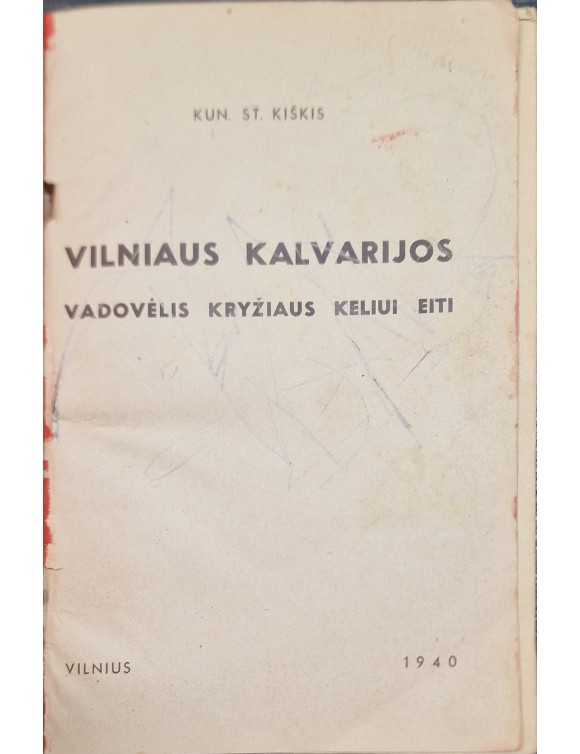 KUN. ST. KIŠKIS
VILNIAUS KALVARIJOS
VADOVĖLIS KRYŽIAUS KELIUI EITI
VILNIUS 1940